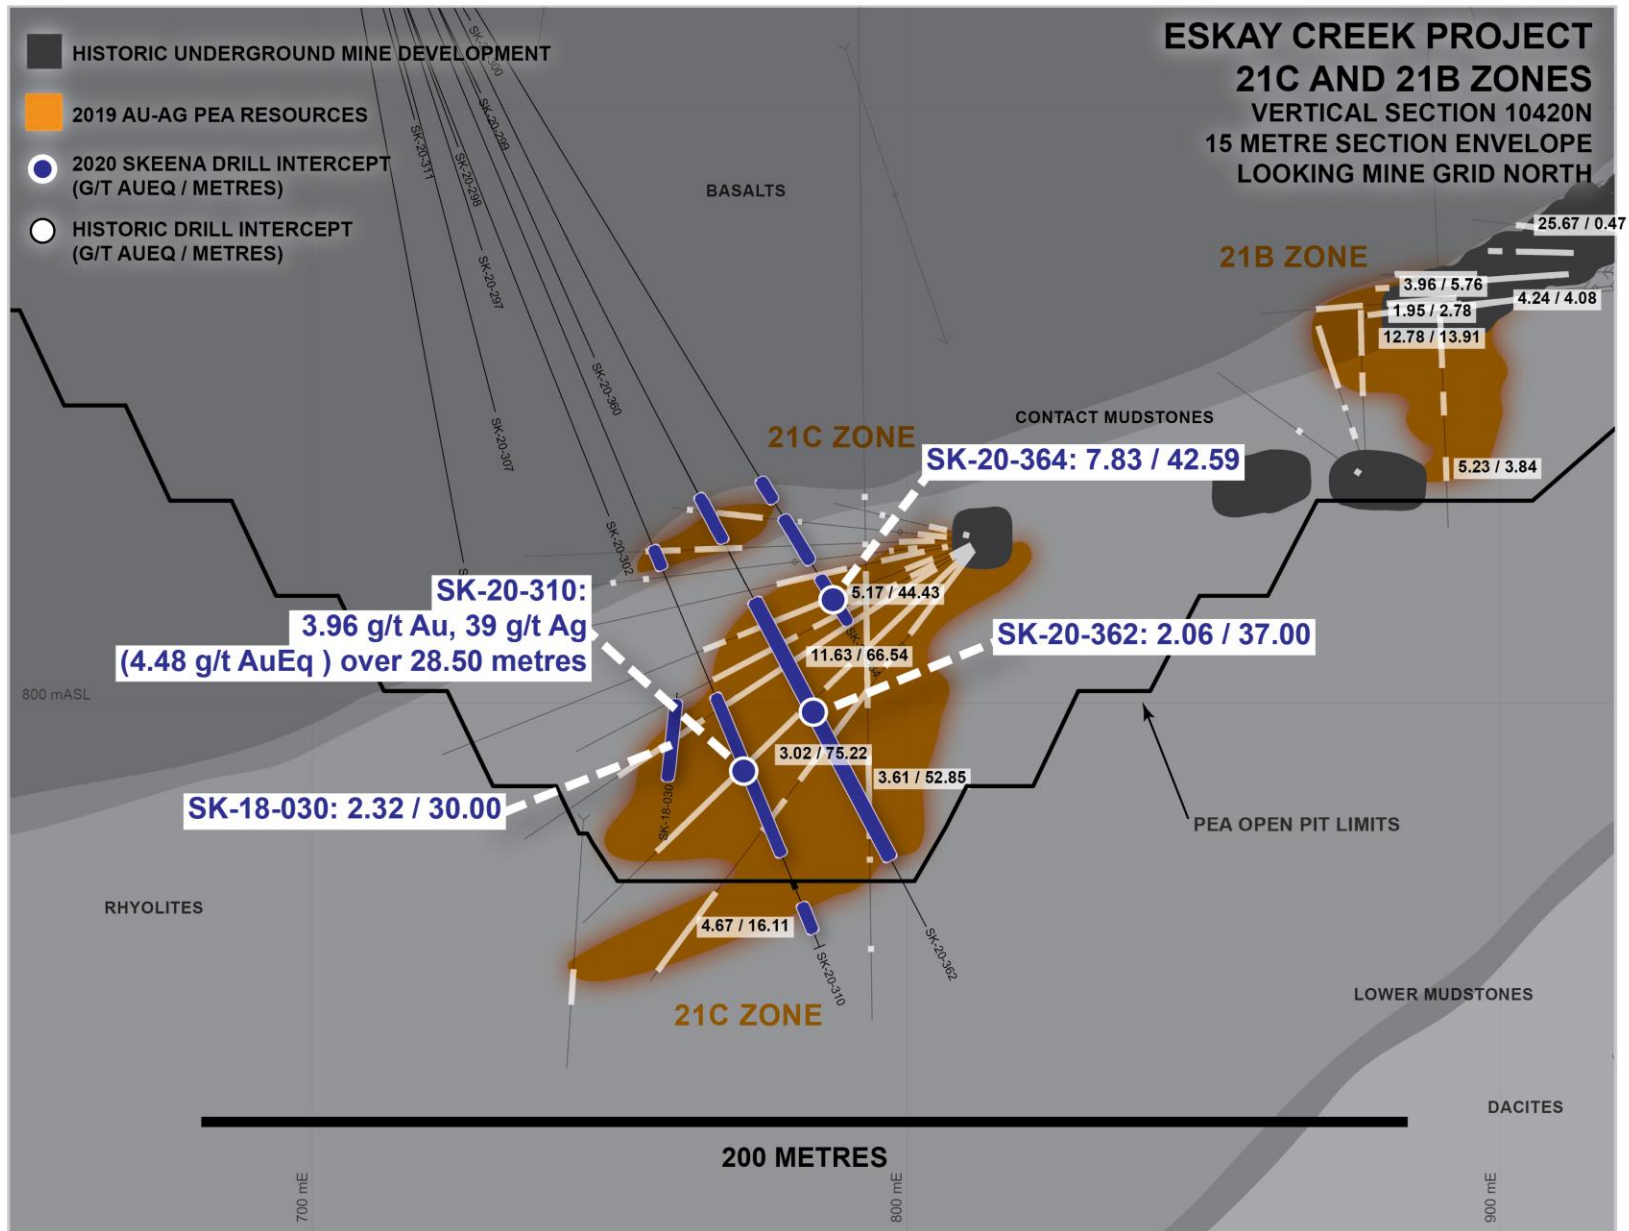 HISTORIC UNDERGROUND MINE DEVELOPMENT
2019 AU-AG PEA RESOURCES
2020 SKEENA DRILL INTERCEPT
(G/T AUEQ / METRES)
HISTORIC DRILL INTERCEPT
(G/T AUEQ / METRES)
ESKAY CREEK PROJECT
21C AND 21B ZONES
VERTICAL SECTION 10420N
15 METRE SECTION ENVELOPE
LOOKING MINE GRID NORTH
SK-20-300
SK-20-299
SK-20-311
SK-20-298
SK-20-297
SK-20-360
SK-20-307
SK-20-302
BASALTS
21B ZONE
25.67 / 0.47
3.96 / 5.76
4.24 / 4.08
1.95 / 2.78
12.78 / 13.91
5.23 / 3.84
CONTACT MUDSTONES
21C ZONE
SK-20-364: 7.83 / 42.59
SK-20-310:
3.96 g/t Au, 39 g/t Ag
(4.48 g/t AuEq ) over 28.50 metres
5.17 / 44.43
SK-20-362: 2.06 / 37.00
11.63 / 66.54
800 mASL
3.02 / 75.22
3.61 / 52.85
SK-18-030: 2.32 / 30.00
SK-18-030
PEA OPEN PIT LIMITS
RHYOLITES
4.67 / 16.11
SK-20-362
SK-20-310
21C ZONE
LOWER MUDSTONES
DACITES
200 METRES
700 mE
800 mE
900 mE